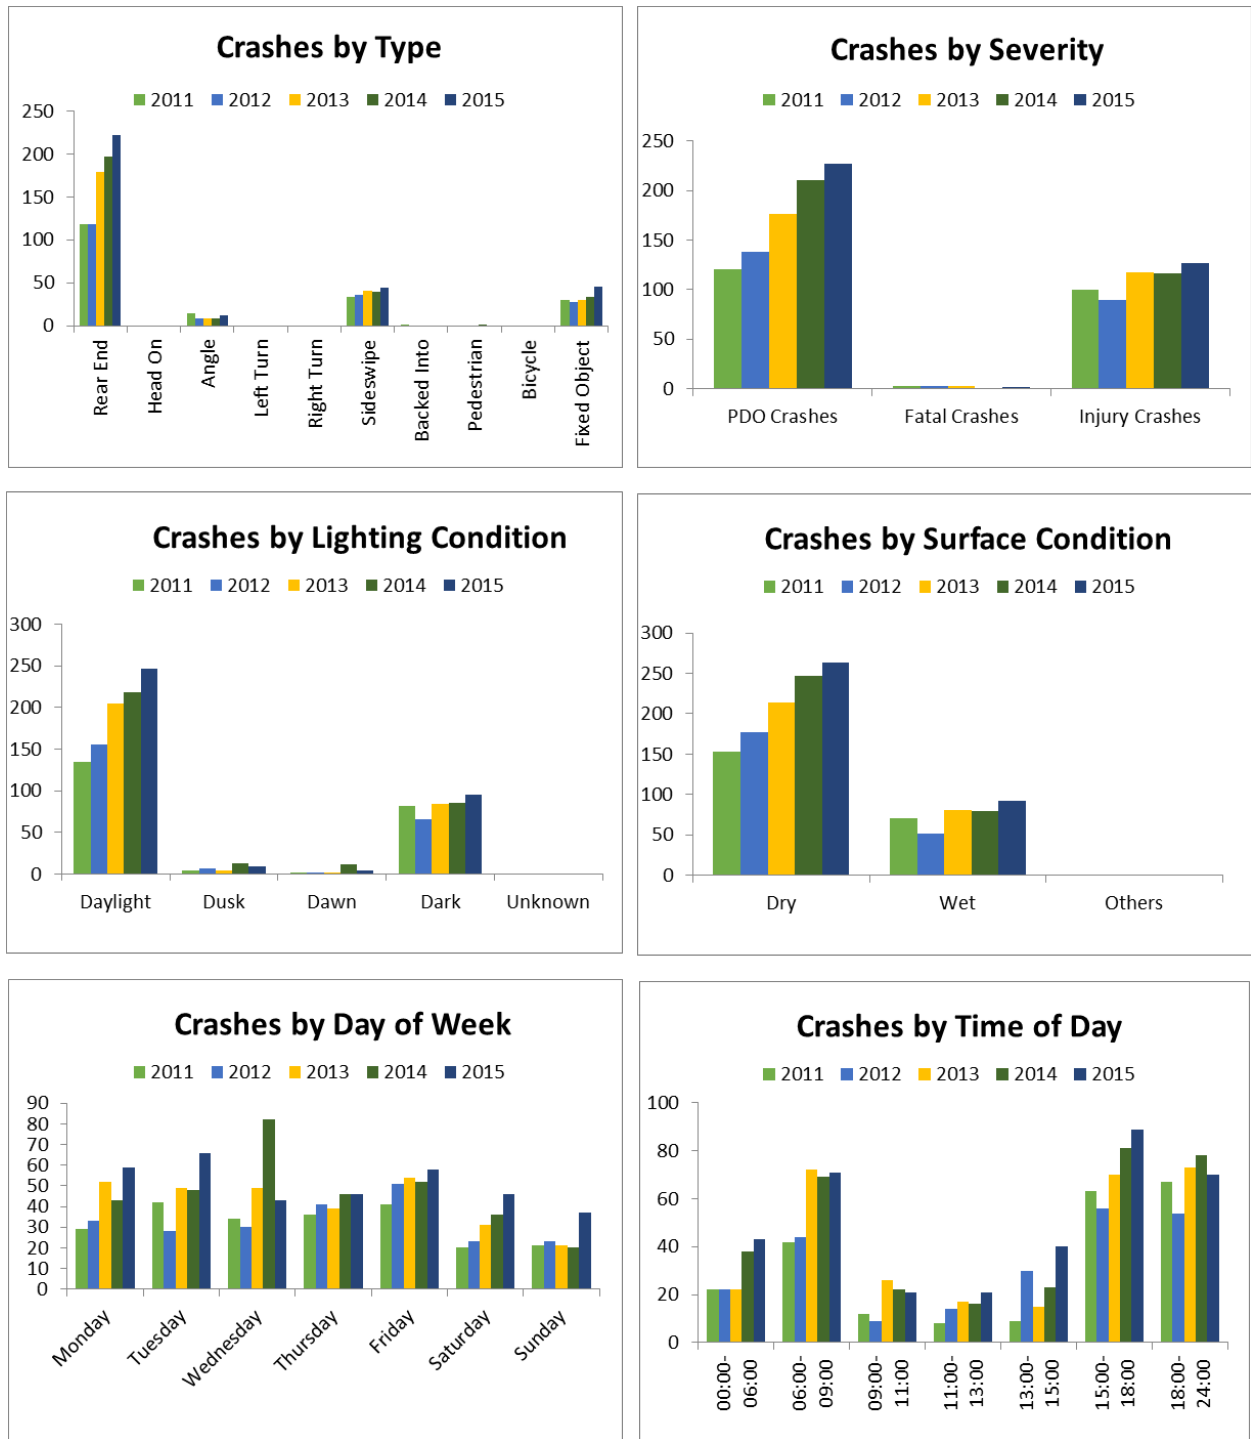 Crashes by Type
2011 2012 2013 2014 2015
250
200
150
100
50
0
Rear End
Head On
Angle
Left Turn
Right Turn
Sideswipe
Backed Into
Pedestrian
Bicycle
Fixed Object
Crashes by Severity
2011 2012 2013 2014 2015
250
200
150
100
50
0
PDO Crashes Fatal Crashes Injury Crashes
Crashes by Lighting Condition
2011 2012 2013 2014 2015
300
250
200
150
100
50
0
Daylight Dusk Dawn Dark Unknown
Crashes by Surface Condition
2011 2012 2013 2014 2015
300
250
200
150
100
50
0
Dry Wet Others
Crashes by Day of Week
2011 2012 2013 2014 2015
90
80
70
60
50
40
30
20
10
0
Monday
Tuesday
Wednesday
Thursday
Friday
Saturday
Sunday
Crashes by Time of Day
2011 2012 2013 2014 2015
100
80
60
40
20
0
00:00-
06:00
06:00-
09:00
09:00-
11:00
11:00-
13:00
13:00-
15:00
15:00-
18:00
18:00-
24:00